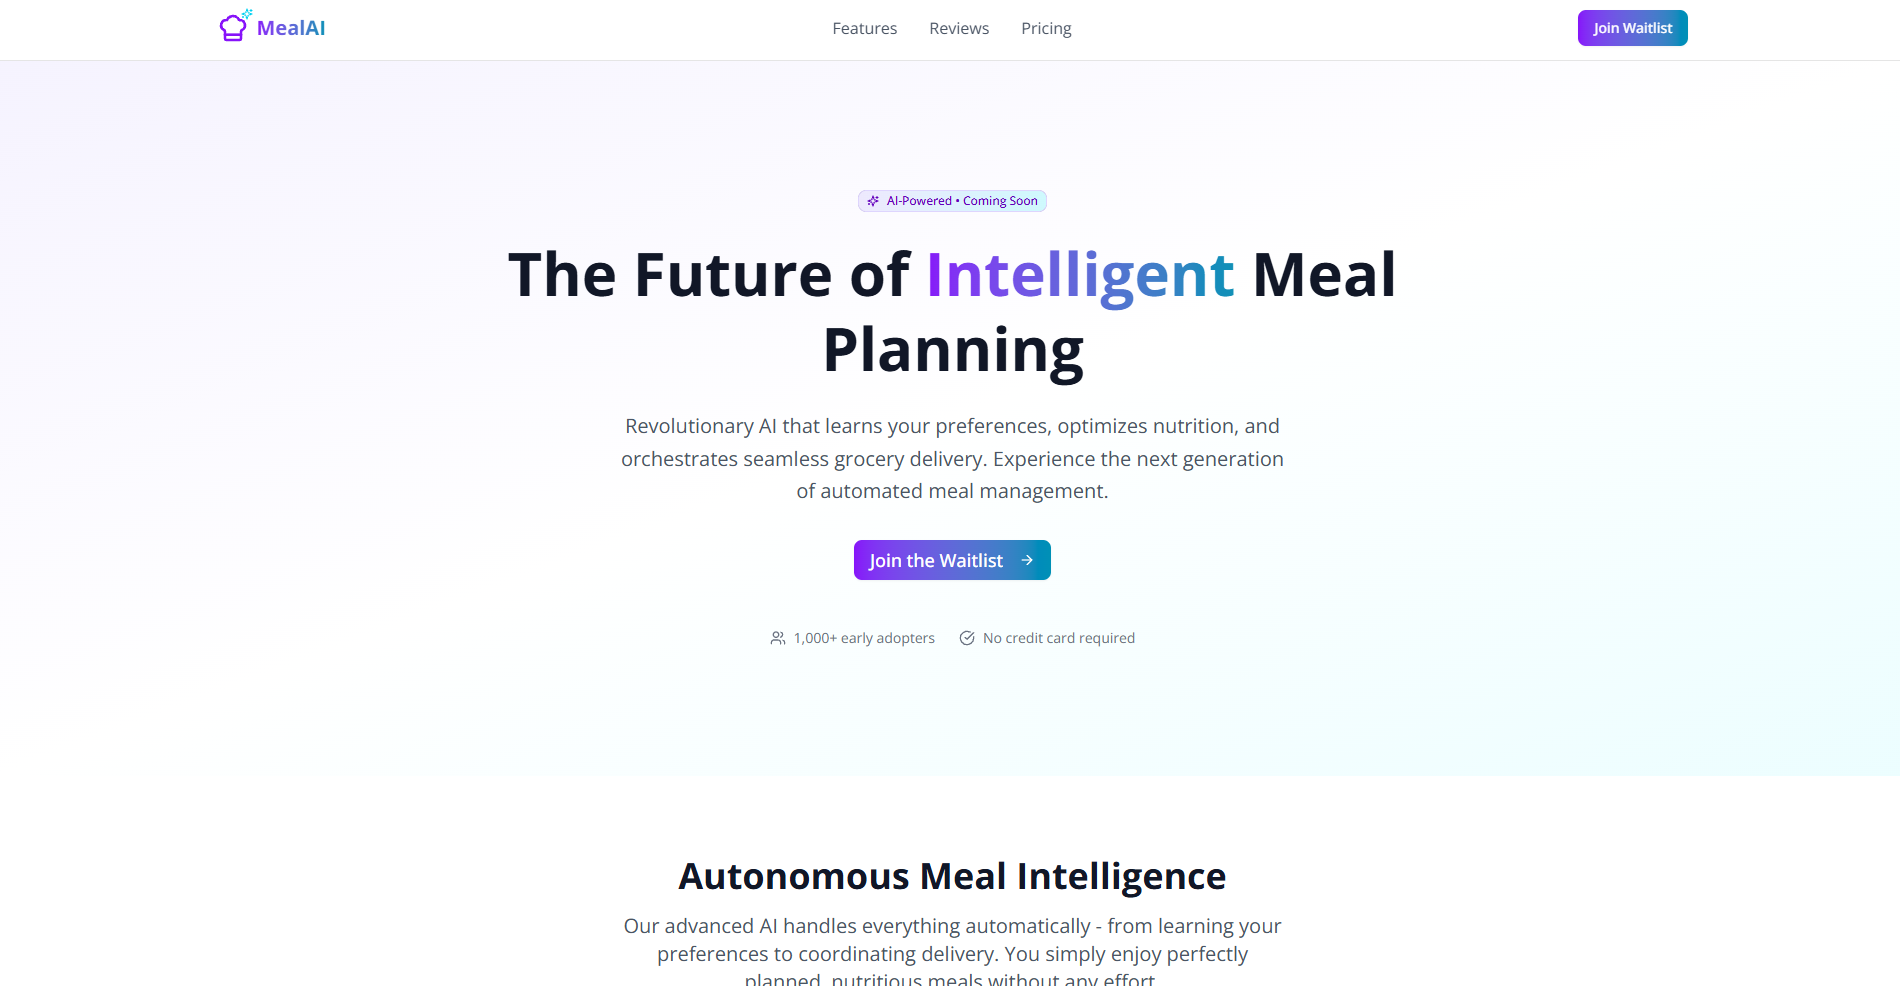 MealAI
Features
Reviews
Pricing
Join Waitlist
AI-Powered • Coming Soon
The Future of Intelligent Meal
Planning
Revolutionary AI that learns your preferences, optimizes nutrition, and
orchestrates seamless grocery delivery. Experience the next generation
of automated meal management.
Join the Waitlist
1,000+ early adopters
No credit card required
Autonomous Meal Intelligence
Our advanced AI handles everything automatically - from learning your
preferences to coordinating delivery. You simply enjoy perfectly
planned, nutritious meals without any effort